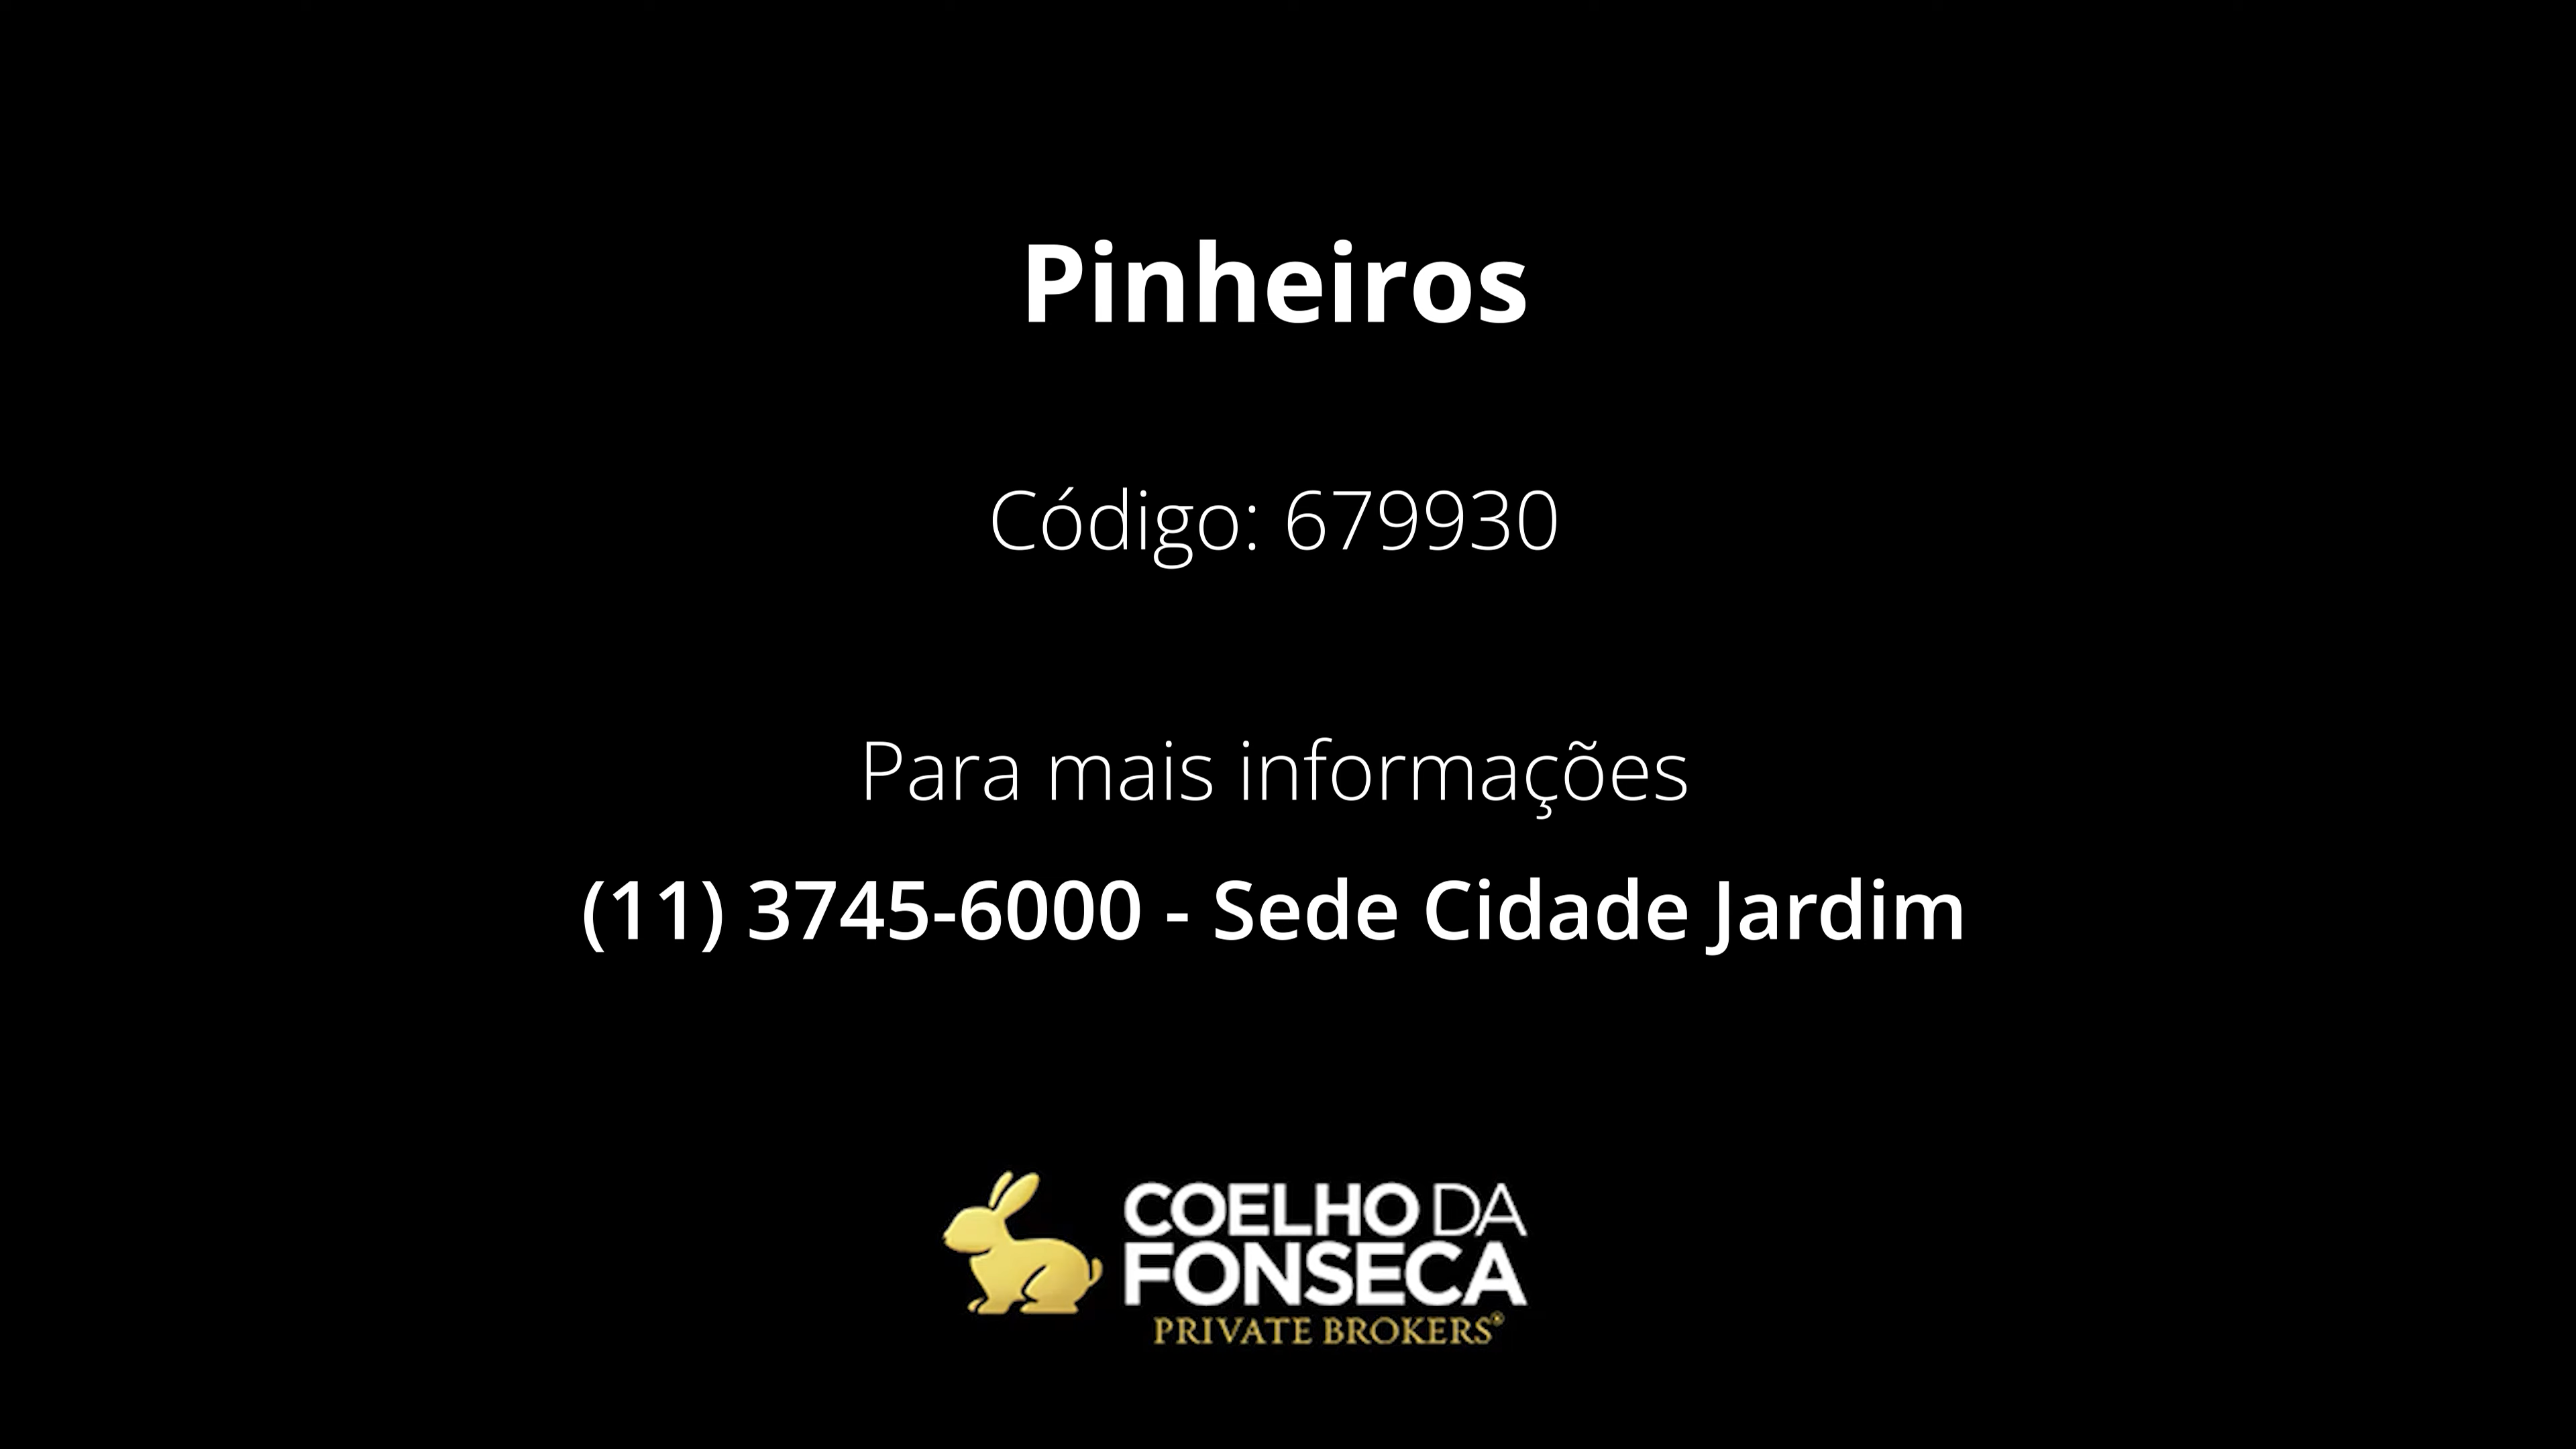 Pinheiros
Código: 679930
Para mais informações
(11) 3745-6000 - Sede Cidade Jardim
COELHO DA
FONSECA
PRIVATE BROKERS®